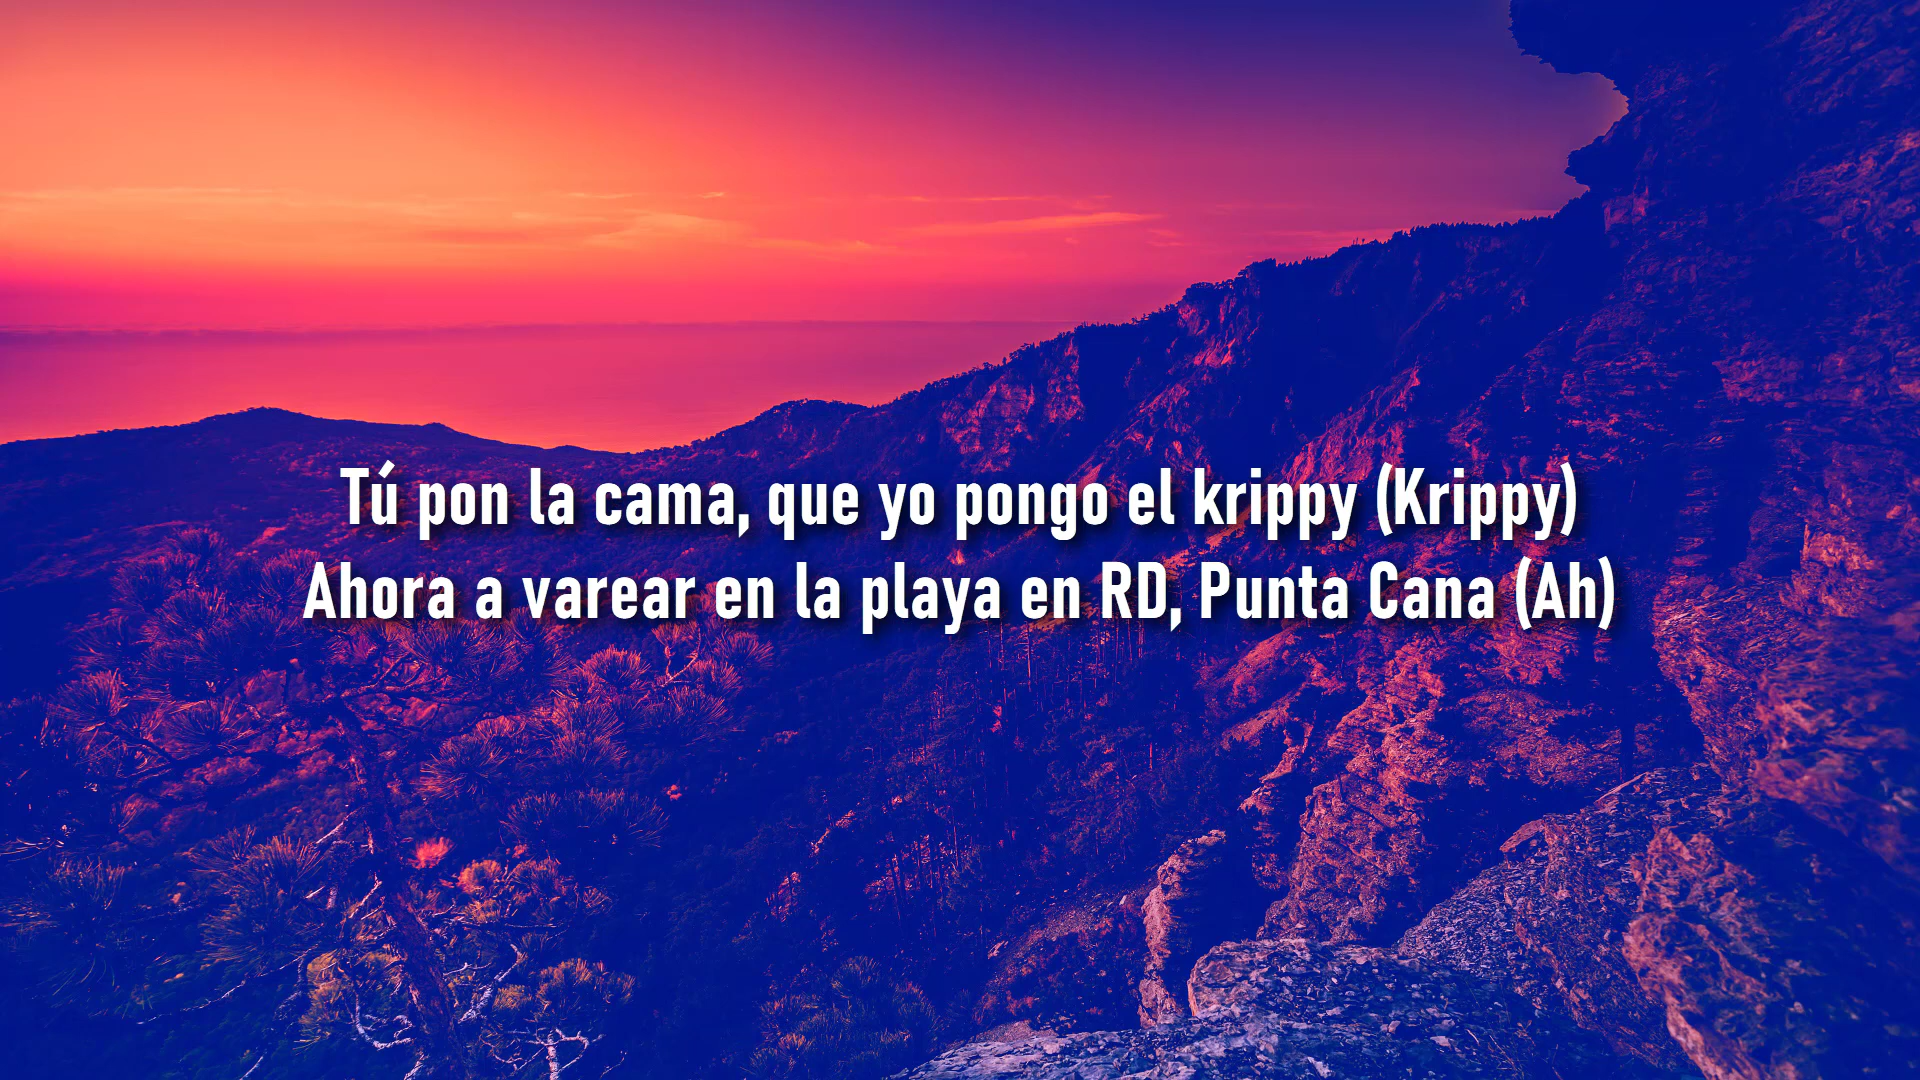 Tú pon la cama, que yo pongo el krippy (Krippy)
Ahora a varear en la playa en RD, Punta Cana (Ah)